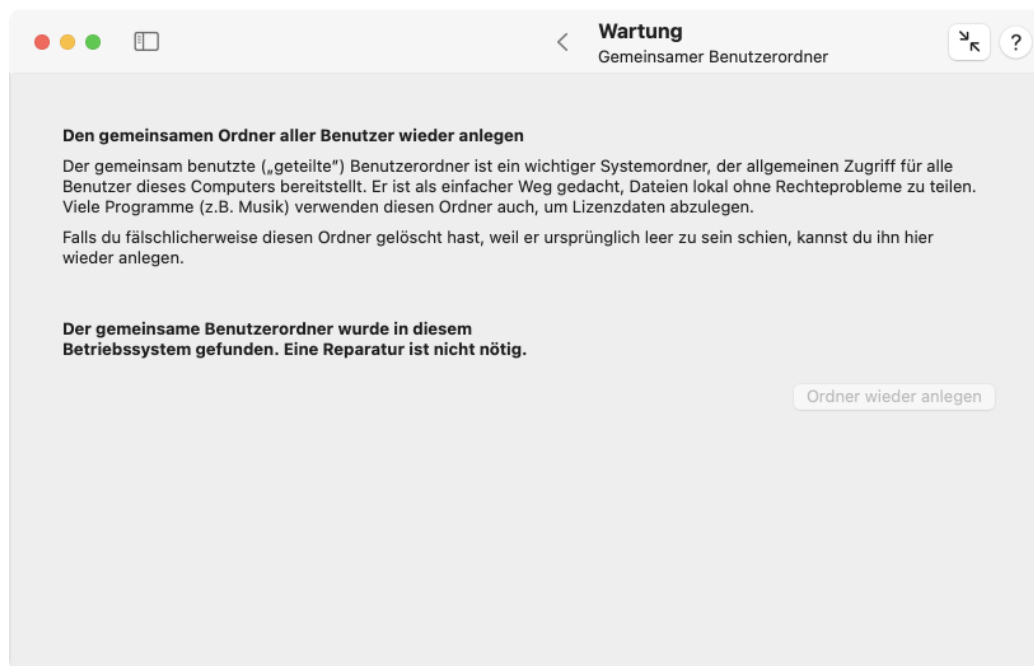 Wartung
Gemeinsamer Benutzerordner
?
Den gemeinsamen Ordner aller Benutzer wieder anlegen
Der gemeinsam benutzte („geteilte“) Benutzerordner ist ein wichtiger Systemordner, der allgemeinen Zugriff für alle
Benutzer dieses Computers bereitstellt. Er ist als einfacher Weg gedacht, Dateien lokal ohne Rechteprobleme zu teilen.
Viele Programme (z.B. Musik) verwenden diesen Ordner auch, um Lizenzdaten abzulegen.
Falls du fälschlicherweise diesen Ordner gelöscht hast, weil er ursprünglich leer zu sein schien, kannst du ihn hier
wieder anlegen.
Der gemeinsame Benutzerordner wurde in diesem
Betriebssystem gefunden. Eine Reparatur ist nicht nötig.
Ordner wieder anlegen